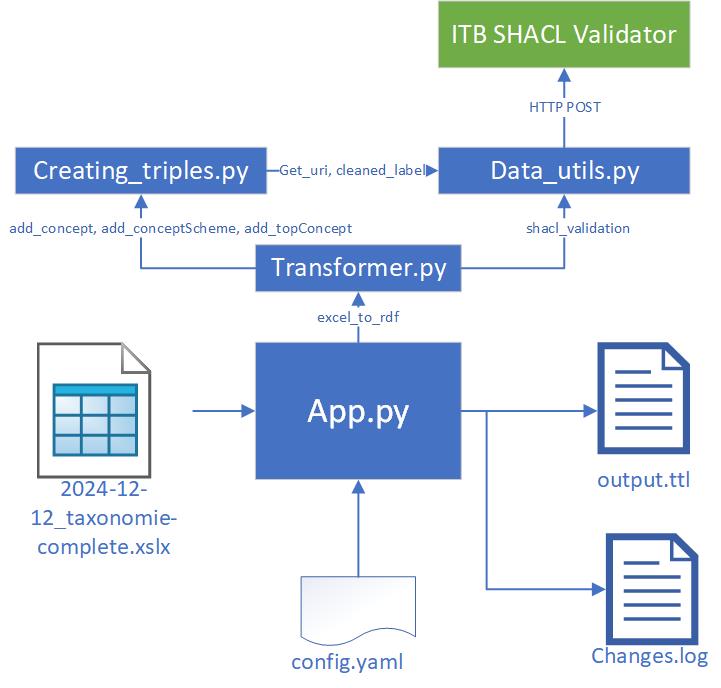 ITB SHACL Validator
HTTP POST
Creating_triples.py
Get_uri, cleaned_label
Data_utils.py
add_concept, add_conceptScheme, add_topConcept
shacl_validation
Transformer.py
excel_to_rdf
App.py
2024-12-
12_taxonomie-
complete.xslx
output.ttl
config.yaml
Changes.log